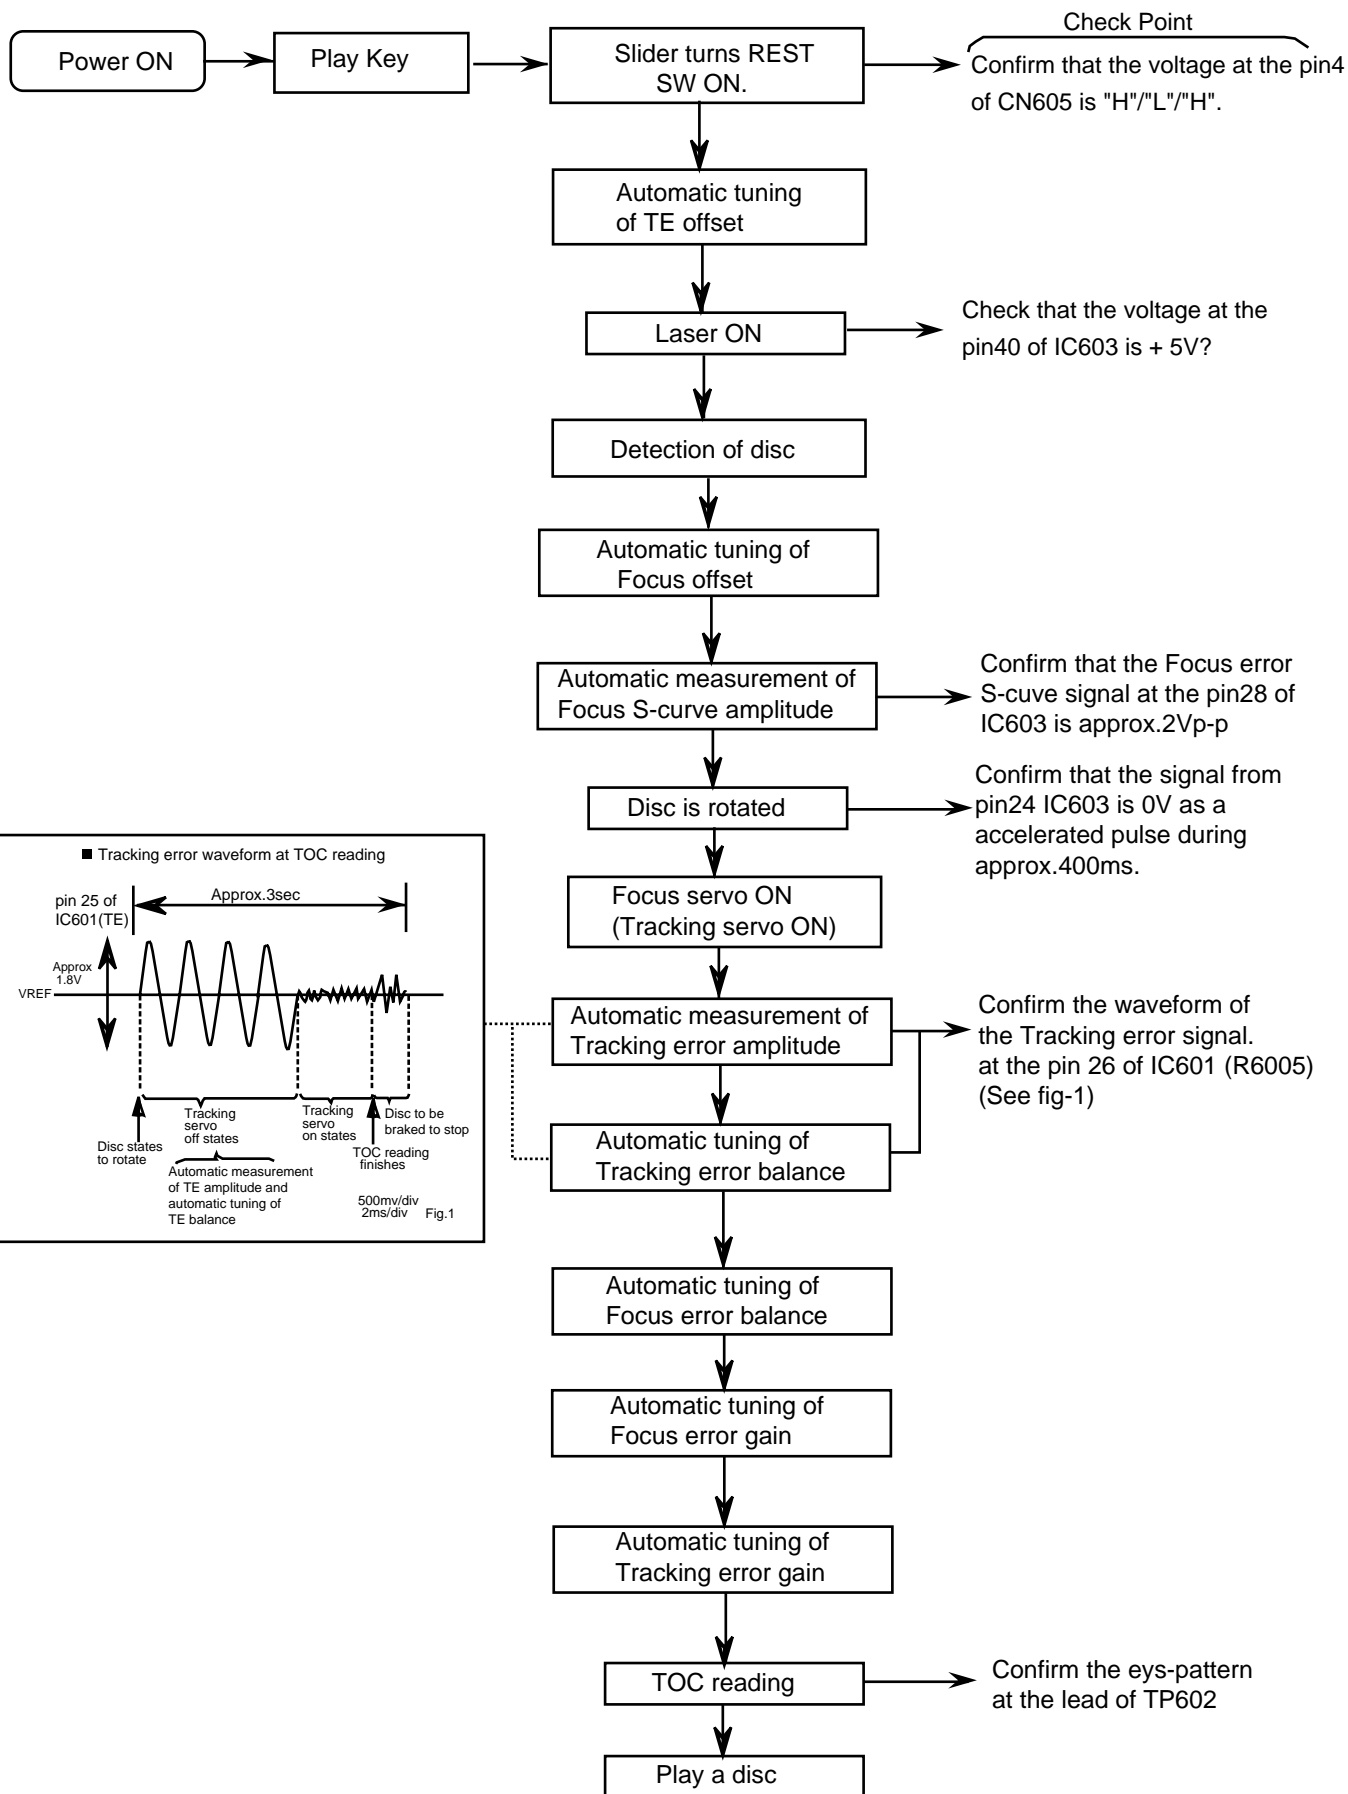 Check Point
Power ON
Play Key
Slider turns REST
SW ON.
Confirm that the voltage at the pin4
of CN605 is "H"/"L"/"H".
Automatic tuning
of TE offset
Laser ON
Check that the voltage at the
pin40 of IC603 is + 5V?
Detection of disc
Automatic tuning of
Focus offset
Automatic measurement of
Focus S-curve amplitude
Confirm that the Focus error
S-cuve signal at the pin28 of
IC603 is approx.2Vp-p
Disc is rotated
Confirm that the signal from
pin24 IC603 is 0V as a
accelerated pulse during
approx.400ms.
Focus servo ON
(Tracking servo ON)
■ Tracking error waveform at TOC reading
pin 25 of
IC601(TE)
Approx.3sec
Approx
1.8V
VREF
Tracking
servo
off states
Tracking
servo
on states
Disc to be
braked to stop
Disc states
to rotate
TOC reading
finishes
Automatic measurement
of TE amplitude and
automatic tuning of
TE balance
500mv/div
2ms/div
Fig.1
Automatic measurement of
Tracking error amplitude
Confirm the waveform of
the Tracking error signal.
at the pin 26 of IC601 (R6005)
(See fig-1)
Automatic tuning of
Tracking error balance
Automatic tuning of
Focus error balance
Automatic tuning of
Focus error gain
Automatic tuning of
Tracking error gain
TOC reading
Confirm the eys-pattern
at the lead of TP602
Play a disc